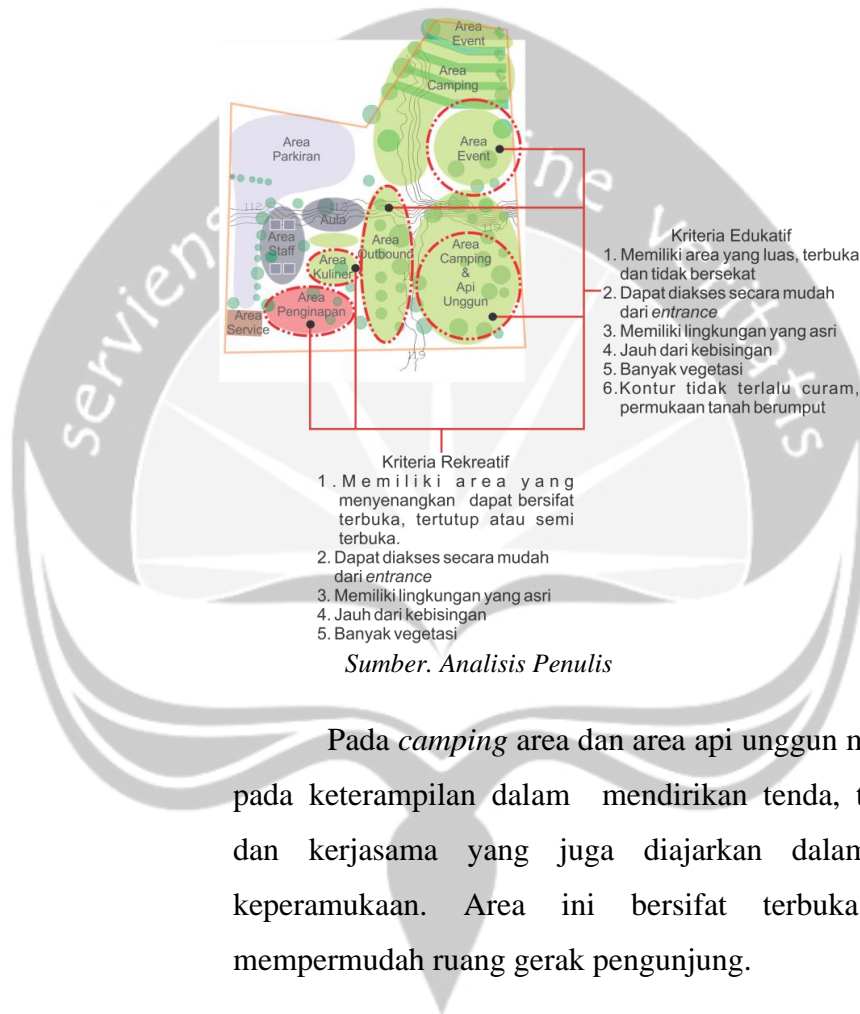 Area
Event
Area
Camping
Area
Parkiran
Area
Event
112
112
Aula
Area
Staff
Area
Outbound
Area
Kuliner
Area
Camping
&
Api
Unggun
Area
Penginapan
Area
Service
Kriteria Edukatif
1. Memiliki area yang luas, terbuka
dan tidak bersekat
2. Dapat diakses secara mudah
dari entrance
3. Memiliki lingkungan yang asri
4. Jauh dari kebisingan
5. Banyak vegetasi
6. Kontur tidak terlalu curam,
permukaan tanah berumput
Kriteria Rekreatif
1. Memiliki area yang
menyenangkan dapat bersifat
terbuka, tertutup atau semi
terbuka.
2. Dapat diakses secara mudah
dari entrance
3. Memiliki lingkungan yang asri
4. Jauh dari kebisingan
5. Banyak vegetasi
Sumber. Analisis Penulis
Pada camping area dan area api unggun
pada keterampilan dalam mendirikan tenda,
dan kerjasama yang juga diajarkan dalam
keperamukaan. Area ini bersifat terbuka
mempermudah ruang gerak pengunjung.
serviens in lumine veritatis